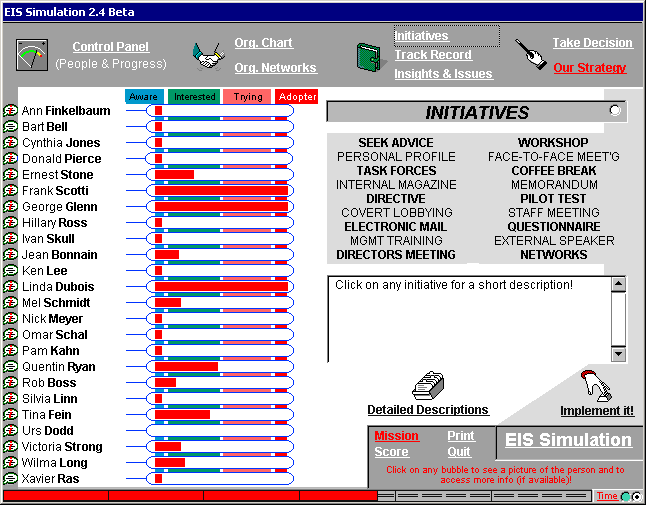 EIS Simulation 2.4 Beta
Control Panel
(People & Progress)
Org. Chart
Org. Networks
Initiatives
Track Record
Insights & Issues
Take Decision
Our Strategy
Aware Interested Trying Adopter
Ann Finkelbaum
Bart Bell
Cynthia Jones
Donald Pierce
Ernest Stone
Frank Scotti
George Glenn
Hillary Ross
Ivan Skull
Jean Bonnain
Ken Lee
Linda Dubois
Mel Schmidt
Nick Meyer
Omar Schal
Pam Kahn
Quentin Ryan
Rob Boss
Silvia Linn
Tina Fein
Urs Dodd
Victoria Strong
Wilma Long
Xavier Ras
INITIATIVES
SEEK ADVICE
PERSONAL PROFILE
TASK FORCES
INTERNAL MAGAZINE
DIRECTIVE
COVERT LOBBYING
ELECTRONIC MAIL
MGMT TRAINING
DIRECTORS MEETING
WORKSHOP
FACE-TO-FACE MEET'G
COFFEE BREAK
MEMORANDUM
PILOT TEST
STAFF MEETING
QUESTIONNAIRE
EXTERNAL SPEAKER
NETWORKS
Click on any initiative for a short description!
Detailed Descriptions
Implement it!
Mission
Print
Score
Quit
EIS Simulation
Click on any bubble to see a picture of the person and to
access more info (if available)!
Time